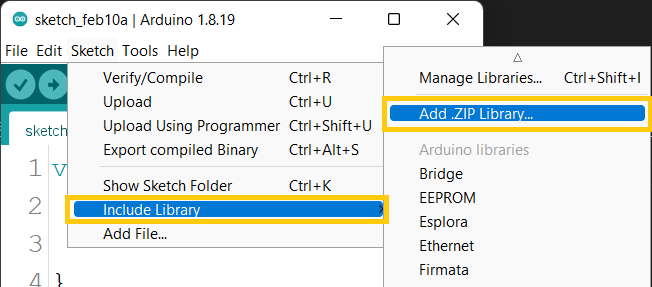 sketch_feb10a | Arduino 1.8.19
File Edit Sketch Tools Help
Verify/Compile Ctrl+R
Upload Ctrl+U
Upload Using Programmer Ctrl+Shift+U
Export compiled Binary Ctrl+Alt+S
Show Sketch Folder Ctrl+K
Include Library
Add File...
Manage Libraries... Ctrl+Shift+I
Add .ZIP Library...
Arduino libraries
Bridge
EEPROM
Esplora
Ethernet
Firmata
sketch
1 v
2
3
4 }